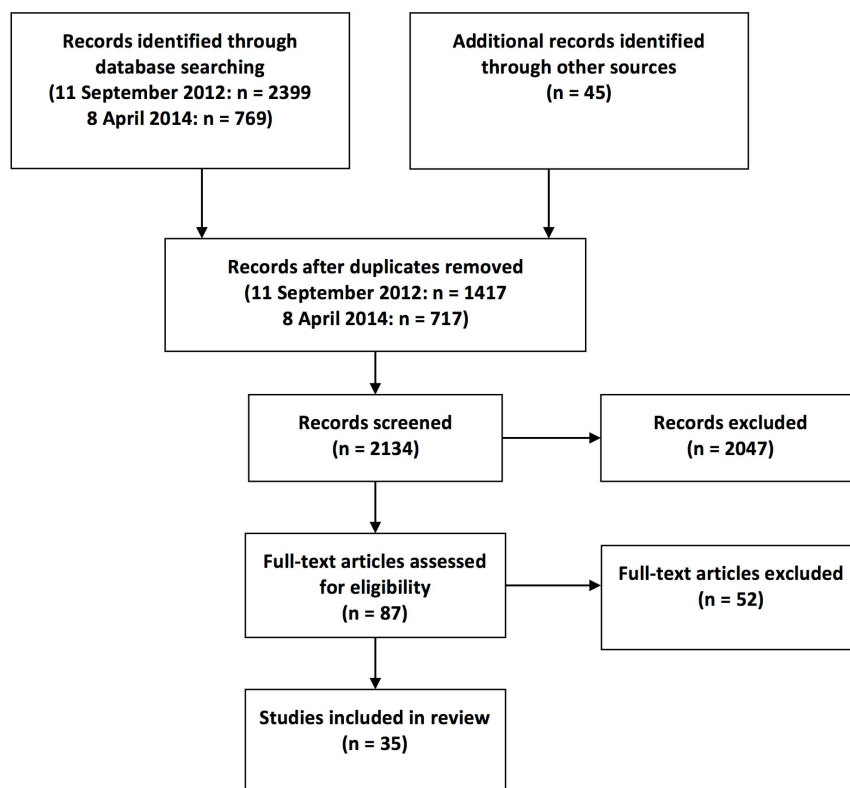 Records identified through
database searching
(11 September 2012: n = 2399
8 April 2014: n = 769)
Additional records identified
through other sources
(n = 45)
Records after duplicates removed
(11 September 2012: n = 1417
8 April 2014: n = 717)
Records screened
(n = 2134)
Records excluded
(n = 2047)
Full-text articles assessed
for eligibility
(n = 87)
Full-text articles excluded
(n = 52)
Studies included in review
(n = 35)